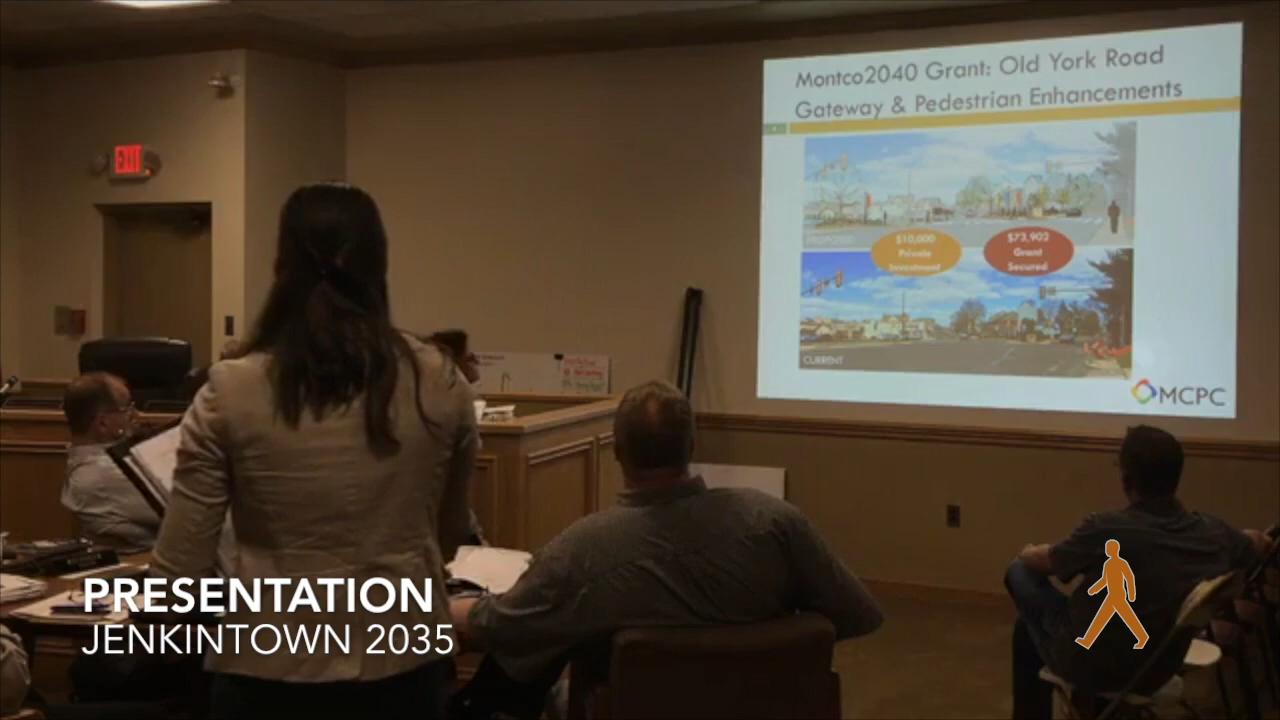 EXIT
Montco2040 Grant: Old York Road
Gateway & Pedestrian Enhancements
PROPOSED
$10,000
Private
Investment
$73,902
Grant
Secured
CURRENT
MCPC
PRESENTATION
JENKINTOWN 2035